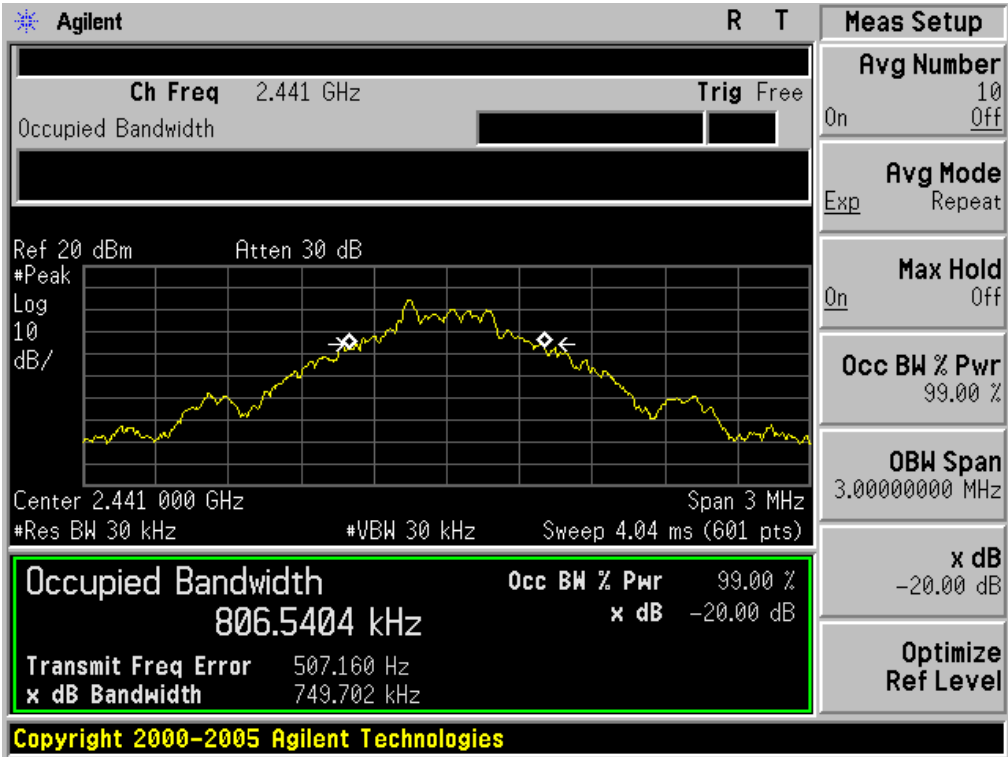 Agilent R T
Ch Freq 2.441 GHz Trig Free
Occupied Bandwidth
Ref 20 dBm Atten 30 dB
#Peak
Log
10
dB/
Center 2.441 000 GHz Span 3 MHz
#Res BW 30 kHz #VBW 30 kHz Sweep 4.04 ms (601 pts)
Occupied Bandwidth Occ BW % Pwr 99.00 %
806.5404 kHz x dB -20.00 dB
Transmit Freq Error 507.160 Hz
x dB Bandwidth 749.702 kHz
Copyright 2000-2005 Agilent Technologies
Meas Setup
Avg Number
10
On Off
Avg Mode
Exp Repeat
Max Hold
On Off
Occ BW % Pwr
99.00 %
OBW Span
3.00000000 MHz
x dB
-20.00 dB
Optimize
Ref Level